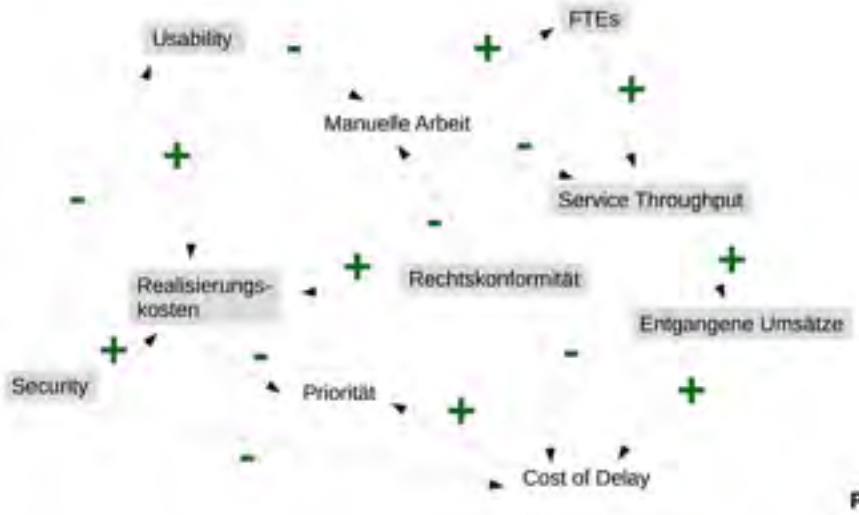 FTEs
Usability
-
+
+
Manuelle Arbeit
-
+
-
Service Throughput
-
+
+
Rechtskonformität
Realisierungs-
kosten
Entgangene Umsätze
+
-
-
Security
Priorität
+
+
-
Cost of Delay